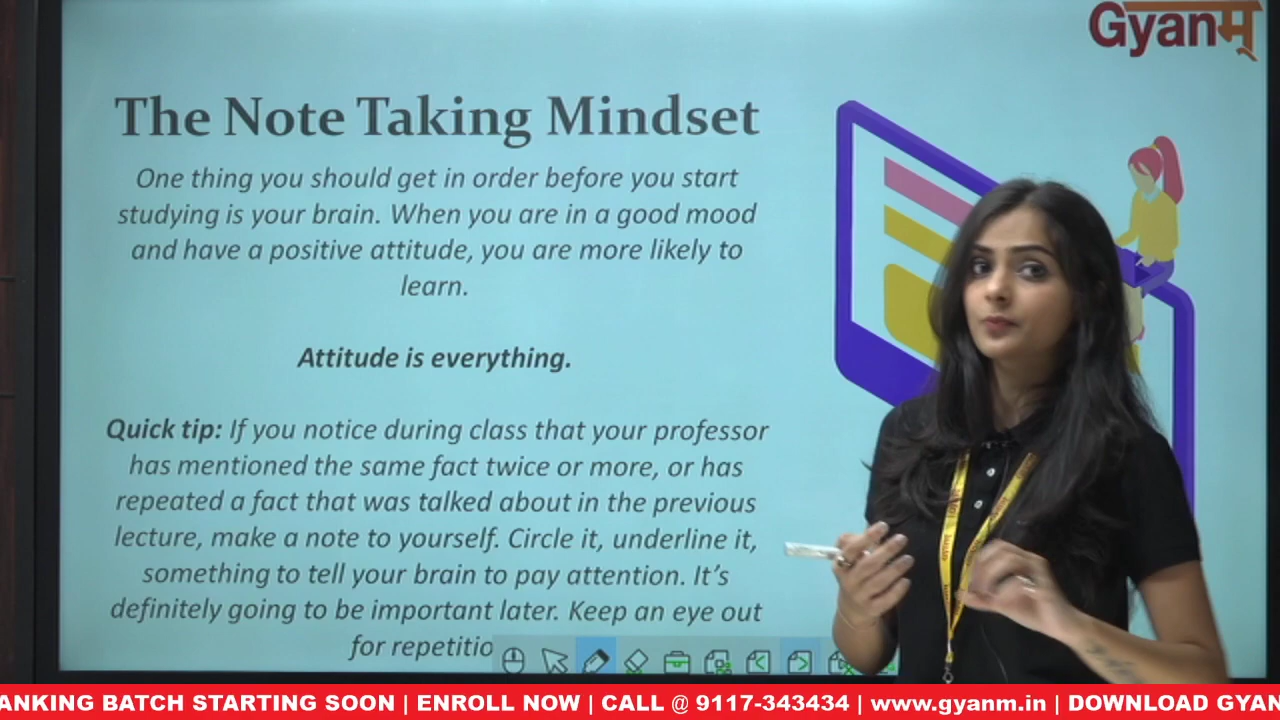 Gyanम्
The Note Taking Mindset
One thing you should get in order before you start
studying is your brain. When you are in a good mood
and have a positive attitude, you are more likely to
learn.
Attitude is everything.
Quick tip: If you notice during class that your professor
has mentioned the same fact twice or more, or has
repeated a fact that was talked about in the previous
lecture, make a note to yourself. Circle it, underline it,
something to tell your brain to pay attention. It's
definitely going to be important later. Keep an eye out
for repetitio
ANKING BATCH STARTING SOON | ENROLL NOW | CALL @ 9117-343434 | www.gyanm.in | DOWNLOAD GYAN